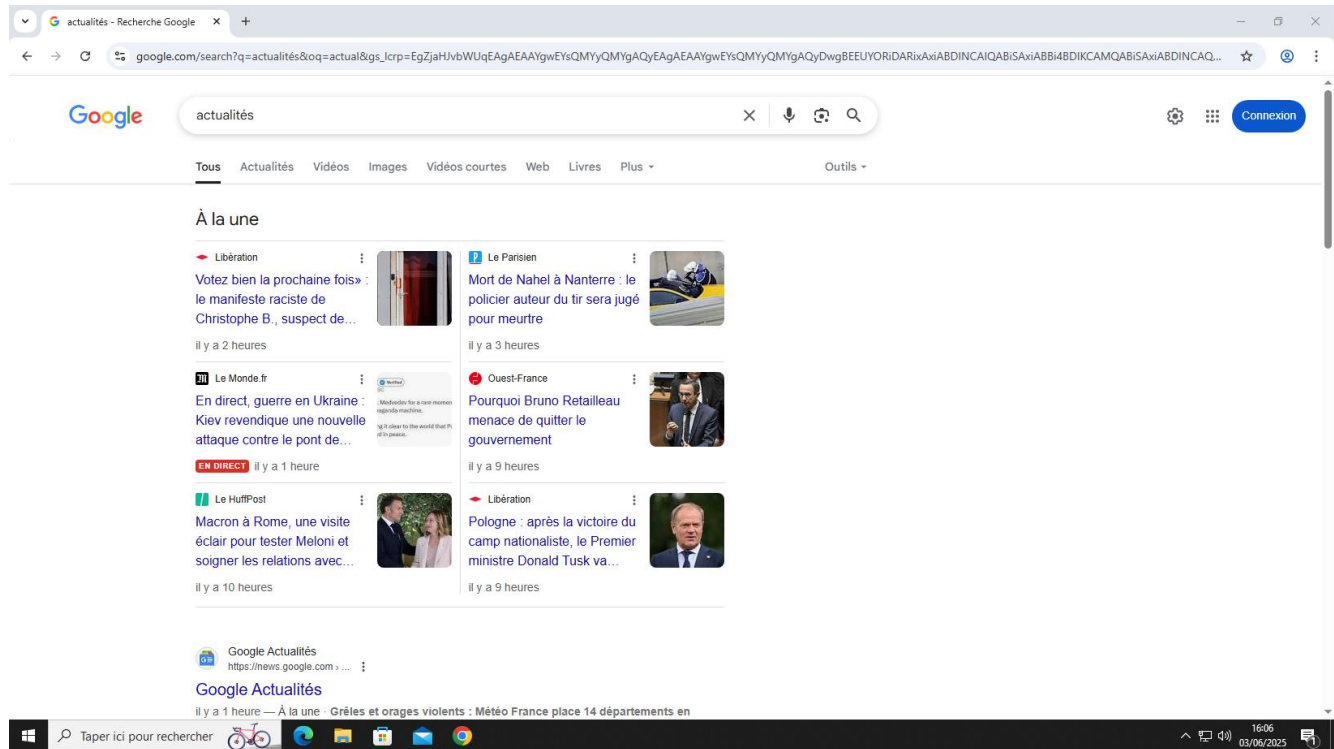 actualités - Recherche Google
google.com/search?q=actualités&oq=actual&gs_lcrp=EgZjaHJvbWUqEAgAEAAYgwEYsQMYyQMYgAQyEAgAEAAYgwEYsQMYyQMYgAQyDwgBEEUYORiDARixAxiABDINCAIQABiSAxiABBi4BDIKCAMQABiSAxiABDINCAQ...
Google
actualités
Connexion
Tous Actualités Vidéos Images Vidéos courtes Web Livres Plus Outils
À la une
Libération
Votez bien la prochaine fois» :
le manifeste raciste de
Christophe B., suspect de…
il y a 2 heures
Le Parisien
Mort de Nahel à Nanterre : le
policier auteur du tir sera jugé
pour meurtre
il y a 3 heures
Le Monde.fr
En direct, guerre en Ukraine :
Kiev revendique une nouvelle
attaque contre le pont de…
EN DIRECT il y a 1 heure
Ouest-France
Pourquoi Bruno Retailleau
menace de quitter le
gouvernement
il y a 9 heures
Le HuffPost
Macron à Rome, une visite
éclair pour tester Meloni et
soigner les relations avec…
il y a 10 heures
Libération
Pologne : après la victoire du
camp nationaliste, le Premier
ministre Donald Tusk va…
il y a 9 heures
Google Actualités
https://news.google.com › ...
Google Actualités
il y a 1 heure — À la une · Grêles et orages violents : Météo France place 14 départements en
Taper ici pour rechercher
16:06
03/06/2025